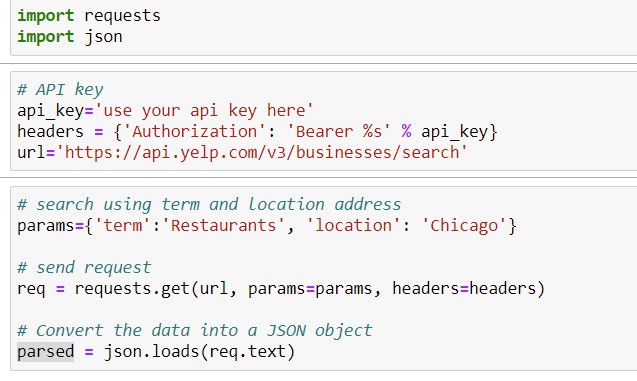 import requests
import json
# API key
api_key='use your api key here'
headers = {'Authorization': 'Bearer %s' % api_key}
url='https://api.yelp.com/v3/businesses/search'
# search using term and location address
params={'term':'Restaurants', 'location': 'Chicago'}
# send request
req = requests.get(url, params=params, headers=headers)
# Convert the data into a JSON object
parsed = json.loads(req.text)